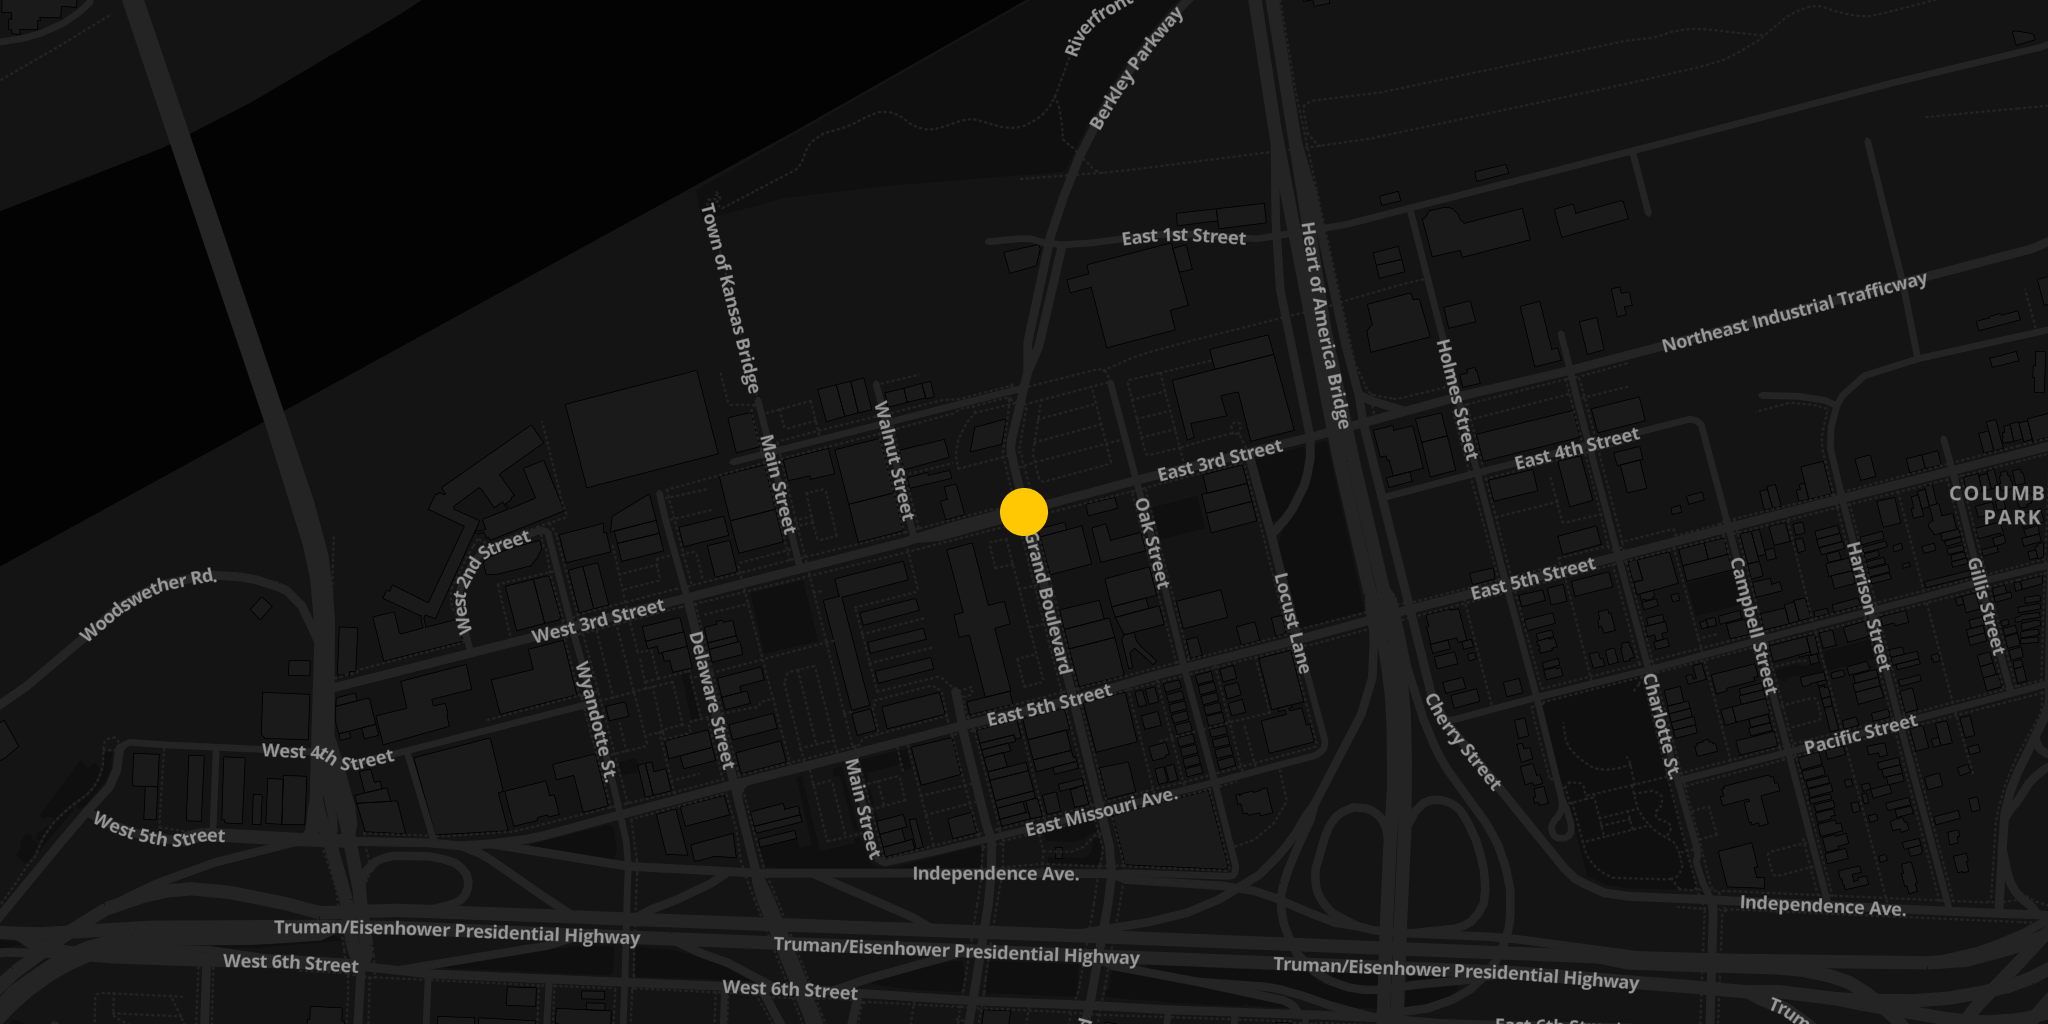 Riverfront
Berkley Parkway
Town of Kansas Bridge
East 1st Street
Heart of America Bridge
Northeast Industrial Trafficway
Holmes Street
Walnut Street
Main Street
East 3rd Street
East 4th Street
COLUMB
PARK
Oak Street
West 2nd Street
Woodswether Rd.
Grand Boulevard
East 5th Street
Locust Lane
Campbell Street
Harrison Street
Gillis Street
West 3rd Street
Delaware Street
Wyandotte St.
East 5th Street
Charlotte St.
Cherry Street
Pacific Street
West 4th Street
Main Street
East Missouri Ave.
West 5th Street
Independence Ave.
Independence Ave.
Truman/Eisenhower Presidential Highway
Truman/Eisenhower Presidential Highway
Truman/Eisenhower Presidential Highway
West 6th Street
West 6th Street
Trum